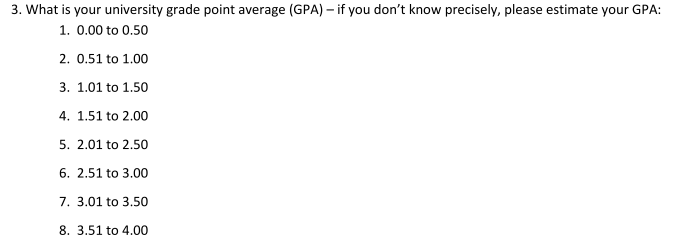 3. What is your university grade point average (GPA) – if you don’t know precisely, please estimate your GPA:
1. 0.00 to 0.50
2. 0.51 to 1.00
3. 1.01 to 1.50
4. 1.51 to 2.00
5. 2.01 to 2.50
6. 2.51 to 3.00
7. 3.01 to 3.50
8. 3.51 to 4.00